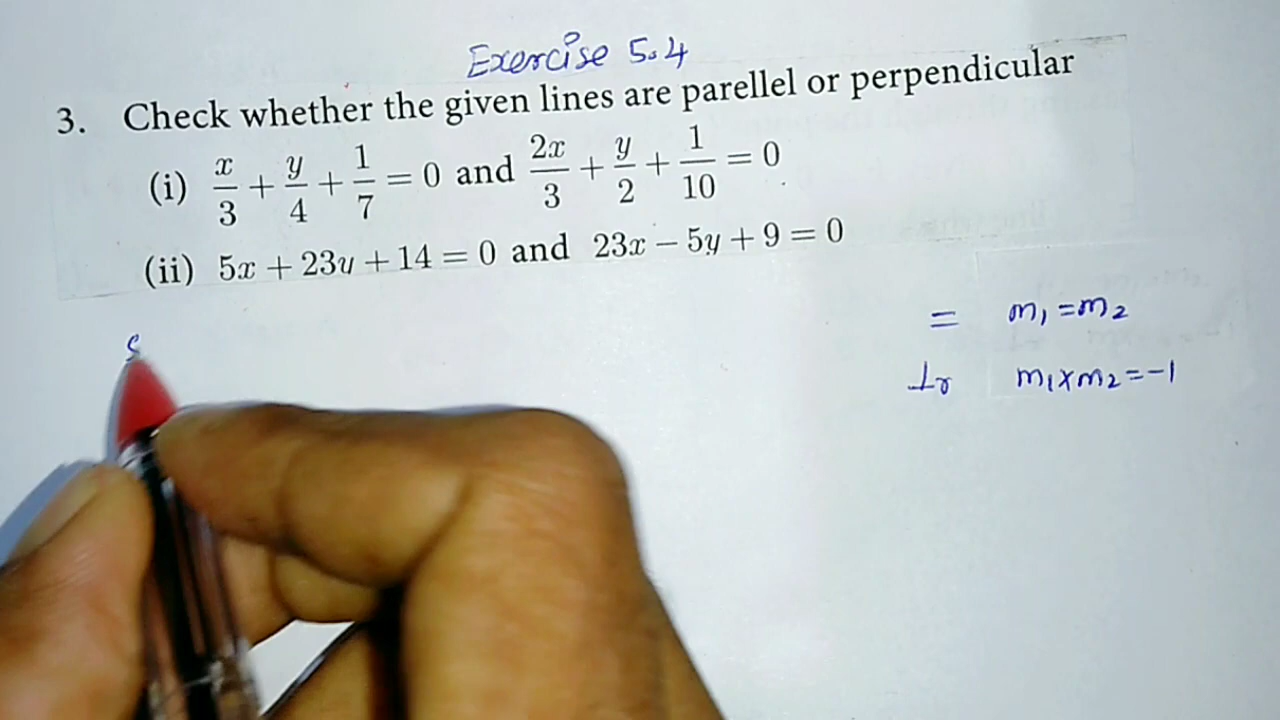 Exercise 5.4
3. Check whether the given lines are parellel or perpendicular
(i) x/3 + y/4 + 1/7 = 0 and 2x/3 + y/2 + 1/10 = 0
(ii) 5x + 23y + 14 = 0 and 23x − 5y + 9 = 0
= m₁ = m₂
⊥r m₁ x m₂ = −1
S